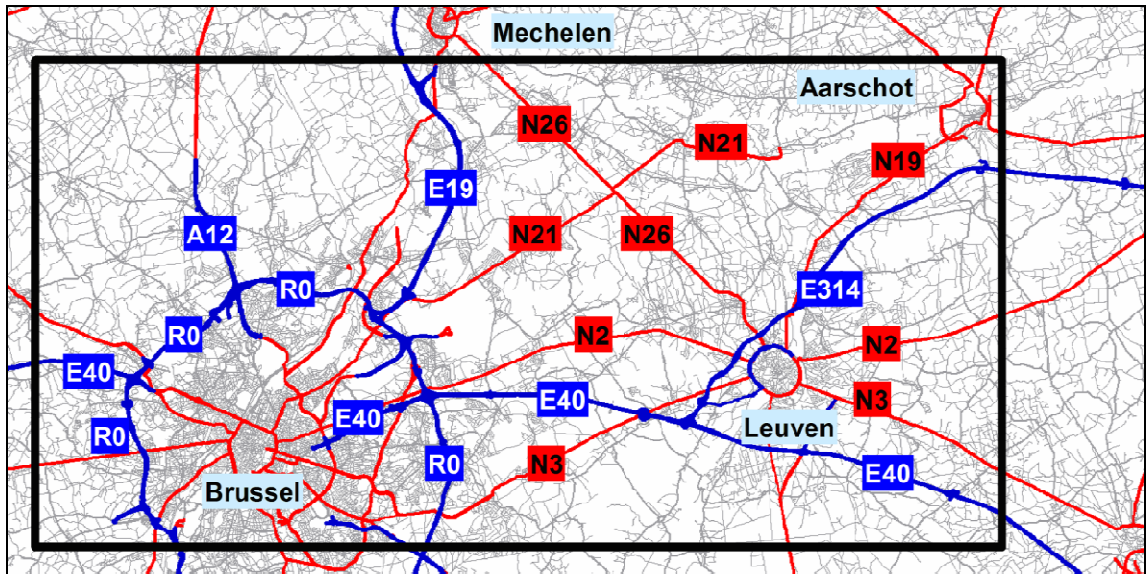 Mechelen
Aarschot
N26
N21
N19
E19
A12
N21
N26
R0
E314
R0
N2
N2
E40
E40
N3
E40
R0
Leuven
N3
R0
E40
Brussel